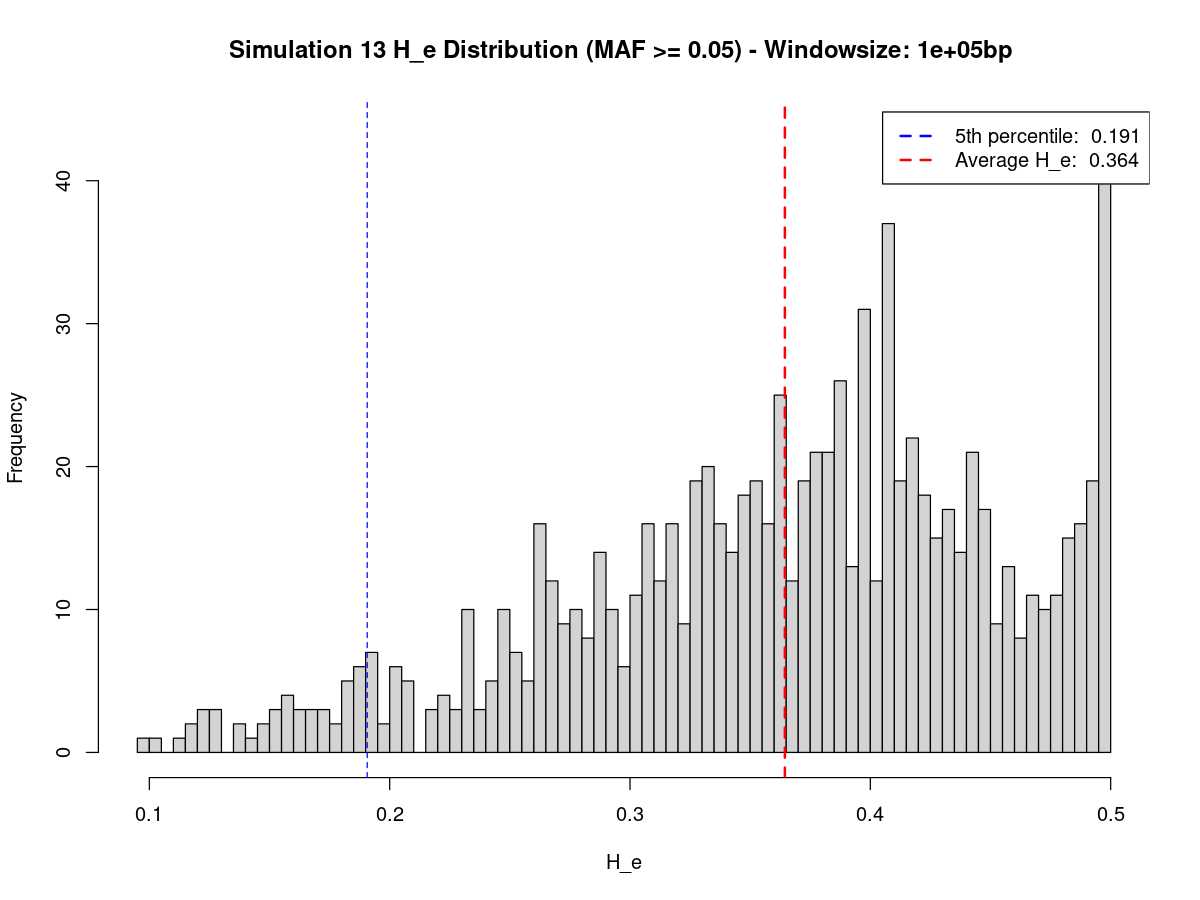 Simulation 13 H_e Distribution (MAF >= 0.05) - Windowsize: 1e+05bp
5th percentile: 0.191
Average H_e: 0.364
Frequency
40
30
20
10
0
0.1 0.2 0.3 0.4 0.5
H_e